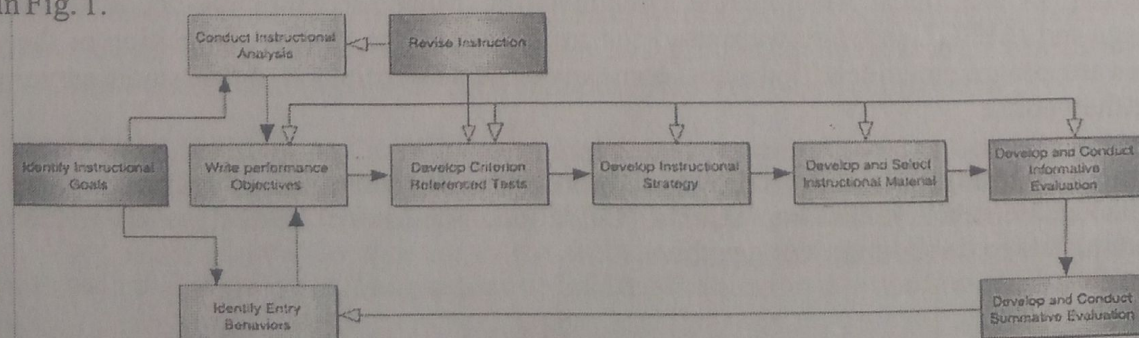 in Fig. 1.
Conduct Instructional
Analysis
Revise Instruction
Identify Instructional
Goals
Write performance
Objectives
Develop Criterion
Referenced Tests
Develop Instructional
Strategy
Develop and Select
Instructional Material
Develop and Conduct
Informative
Evaluation
Identify Entry
Behaviors
Develop and Conduct
Summative Evaluation